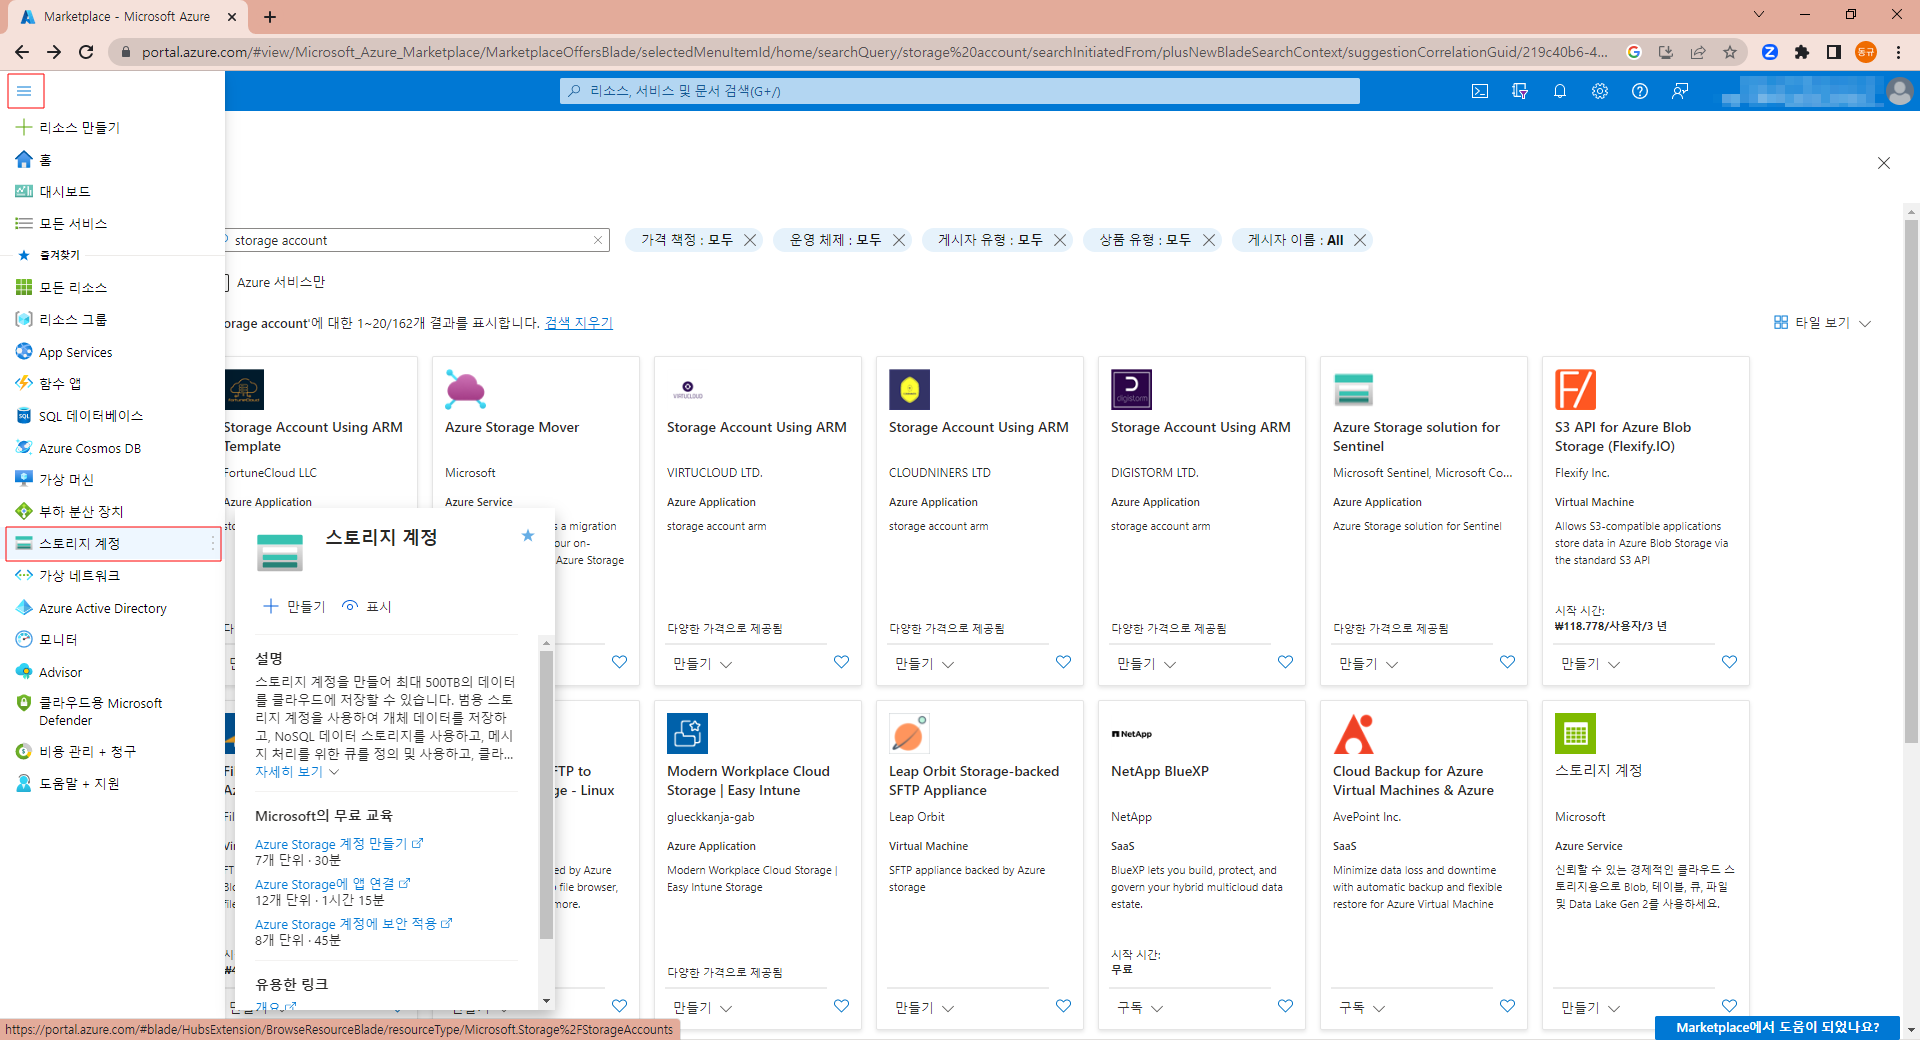 Marketplace - Microsoft Azure
portal.azure.com/#view/Microsoft_Azure_Marketplace/MarketplaceOffersBlade/selectedMenuItemId/home/searchQuery/storage%20account/searchInitiatedFrom/plusNewBladeSearchContext/suggestionCorrelationGuid/219c40b6-4...
동규
리소스, 서비스 및 문서 검색(G+/)
리소스 만들기
홈
대시보드
모든 서비스
즐겨찾기
모든 리소스
리소스 그룹
App Services
함수 앱
SQL 데이터베이스
Azure Cosmos DB
가상 머신
부하 분산 장치
스토리지 계정
가상 네트워크
Azure Active Directory
모니터
Advisor
클라우드용 Microsoft
Defender
비용 관리 + 청구
도움말 + 지원
storage account
가격 책정 : 모두
운영 체제 : 모두
게시자 유형 : 모두
상품 유형 : 모두
게시자 이름 : All
Azure 서비스만
orage account'에 대한 1~20/162개 결과를 표시합니다. 검색 지우기
타일 보기
Storage Account Using ARM
Template
FortuneCloud LLC
Azure Application
Azure Storage Mover
Microsoft
Azure Service
s a migration
our on-
Azure Storage
VIRTUCLOUD
Storage Account Using ARM
VIRTUCLOUD LTD.
Azure Application
storage account arm
다양한 가격으로 제공됨
만들기
Storage Account Using ARM
CLOUDNINERS LTD
Azure Application
storage account arm
다양한 가격으로 제공됨
만들기
digistorm
Storage Account Using ARM
DIGISTORM LTD.
Azure Application
storage account arm
다양한 가격으로 제공됨
만들기
Azure Storage solution for
Sentinel
Microsoft Sentinel, Microsoft Co...
Azure Application
Azure Storage solution for Sentinel
다양한 가격으로 제공됨
만들기
F/
S3 API for Azure Blob
Storage (Flexify.IO)
Flexify Inc.
Virtual Machine
Allows S3-compatible applications
store data in Azure Blob Storage via
the standard S3 API
시작 시간:
₩118.778/사용자/3 년
만들기
스토리지 계정
만들기
표시
설명
스토리지 계정을 만들어 최대 500TB의 데이터
를 클라우드에 저장할 수 있습니다. 범용 스토
리지 계정을 사용하여 개체 데이터를 저장하
고, NoSQL 데이터 스토리지를 사용하고, 메시
지 처리를 위한 큐를 정의 및 사용하고, 클라...
자세히 보기
Microsoft의 무료 교육
Azure Storage 계정 만들기
7개 단위 · 30분
Azure Storage에 앱 연결
12개 단위 · 1시간 15분
Azure Storage 계정에 보안 적용
8개 단위 · 45분
유용한 링크
개요
FTP to
ge - Linux
ed by Azure
file browser,
more.
Modern Workplace Cloud
Storage | Easy Intune
glueckkanja-gab
Azure Application
Modern Workplace Cloud Storage |
Easy Intune Storage
다양한 가격으로 제공됨
만들기
Leap Orbit Storage-backed
SFTP Appliance
Leap Orbit
Virtual Machine
SFTP appliance backed by Azure
storage
만들기
NetApp
NetApp BlueXP
NetApp
SaaS
BlueXP lets you build, protect, and
govern your hybrid multicloud data
estate.
시작 시간:
무료
구독
Cloud Backup for Azure
Virtual Machines & Azure
AvePoint Inc.
SaaS
Minimize data loss and downtime
with automatic backup and flexible
restore for Azure Virtual Machine
구독
스토리지 계정
Microsoft
Azure Service
신뢰할 수 있는 경제적인 클라우드 스
토리지용으로 Blob, 테이블, 큐, 파일
및 Data Lake Gen 2를 사용하세요.
만들기
https://portal.azure.com/#blade/HubsExtension/BrowseResourceBlade/resourceType/Microsoft.Storage%2FStorageAccounts
Marketplace에서 도움이 되었나요?